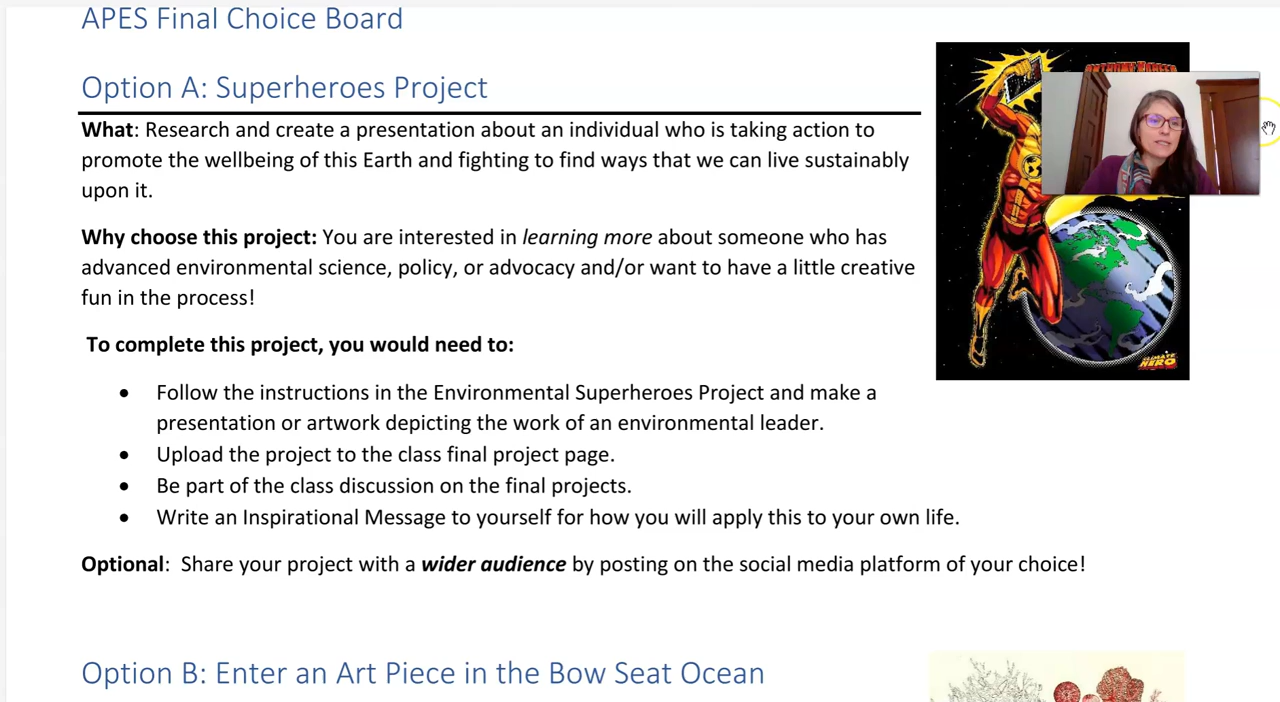 APES Final Choice Board
Option A: Superheroes Project
What: Research and create a presentation about an individual who is taking action to
promote the wellbeing of this Earth and fighting to find ways that we can live sustainably
upon it.
Why choose this project: You are interested in learning more about someone who has
advanced environmental science, policy, or advocacy and/or want to have a little creative
fun in the process!
To complete this project, you would need to:
• Follow the instructions in the Environmental Superheroes Project and make a
presentation or artwork depicting the work of an environmental leader.
• Upload the project to the class final project page.
• Be part of the class discussion on the final projects.
• Write an Inspirational Message to yourself for how you will apply this to your own life.
Optional: Share your project with a wider audience by posting on the social media platform of your choice!
Option B: Enter an Art Piece in the Bow Seat Ocean
CLIMATE
HERO